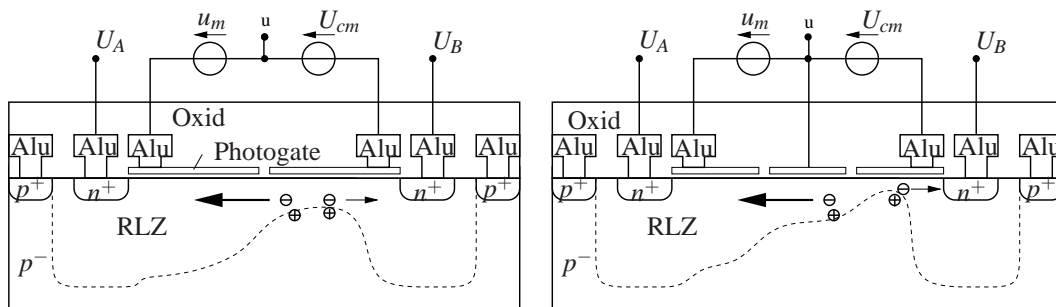 u_m u U_cm
U_A U_B
Oxid
Alu Alu Alu Alu Alu Alu
Photogate
p⁺ n⁺ n⁺ p⁺
⊖ ⊖
⊕ ⊕
RLZ
p⁻
u_m u U_cm
U_A U_B
Oxid
Alu Alu Alu Alu Alu Alu
p⁺ n⁺ n⁺ p⁺
⊖ ⊖
⊕ ⊕
RLZ
p⁻